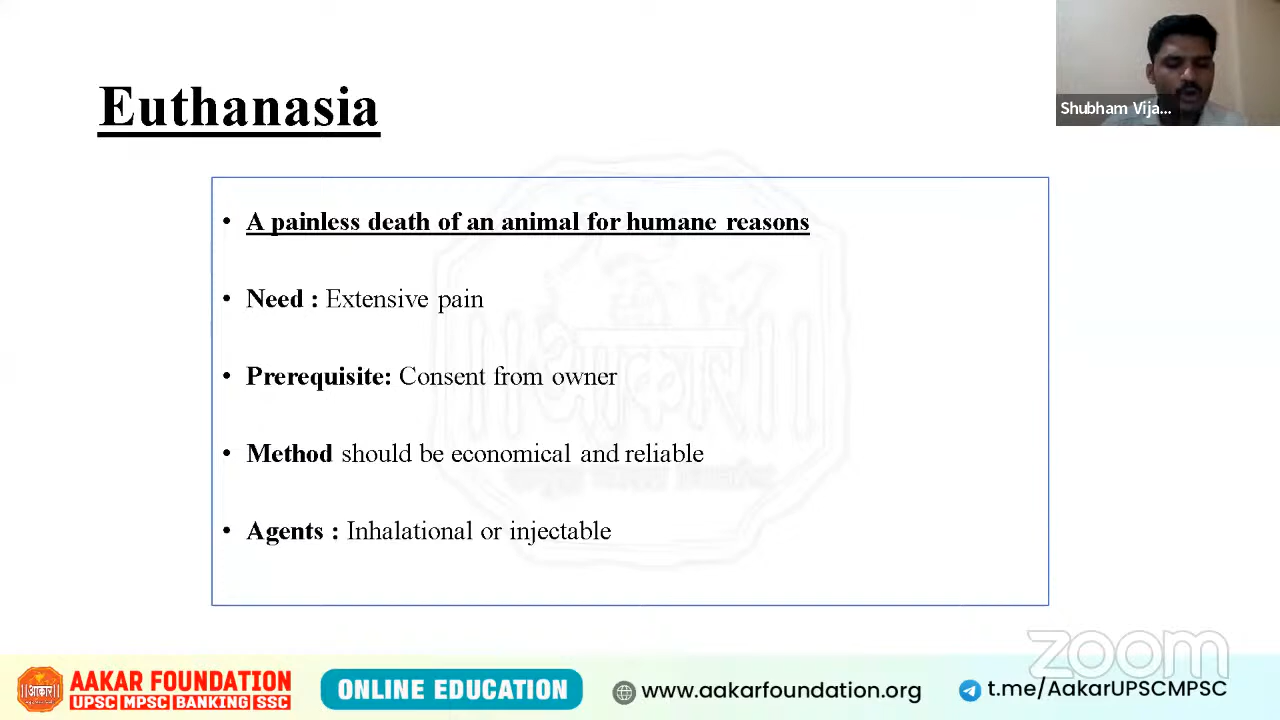 Euthanasia
Shubham Vija...
• A painless death of an animal for humane reasons
• Need : Extensive pain
• Prerequisite: Consent from owner
• Method should be economical and reliable
• Agents : Inhalational or injectable
आकार
zoom
आकार
AAKAR FOUNDATION
UPSC MPSC BANKING SSC
ONLINE EDUCATION
www.aakarfoundation.org
t.me/AakarUPSCMPSC